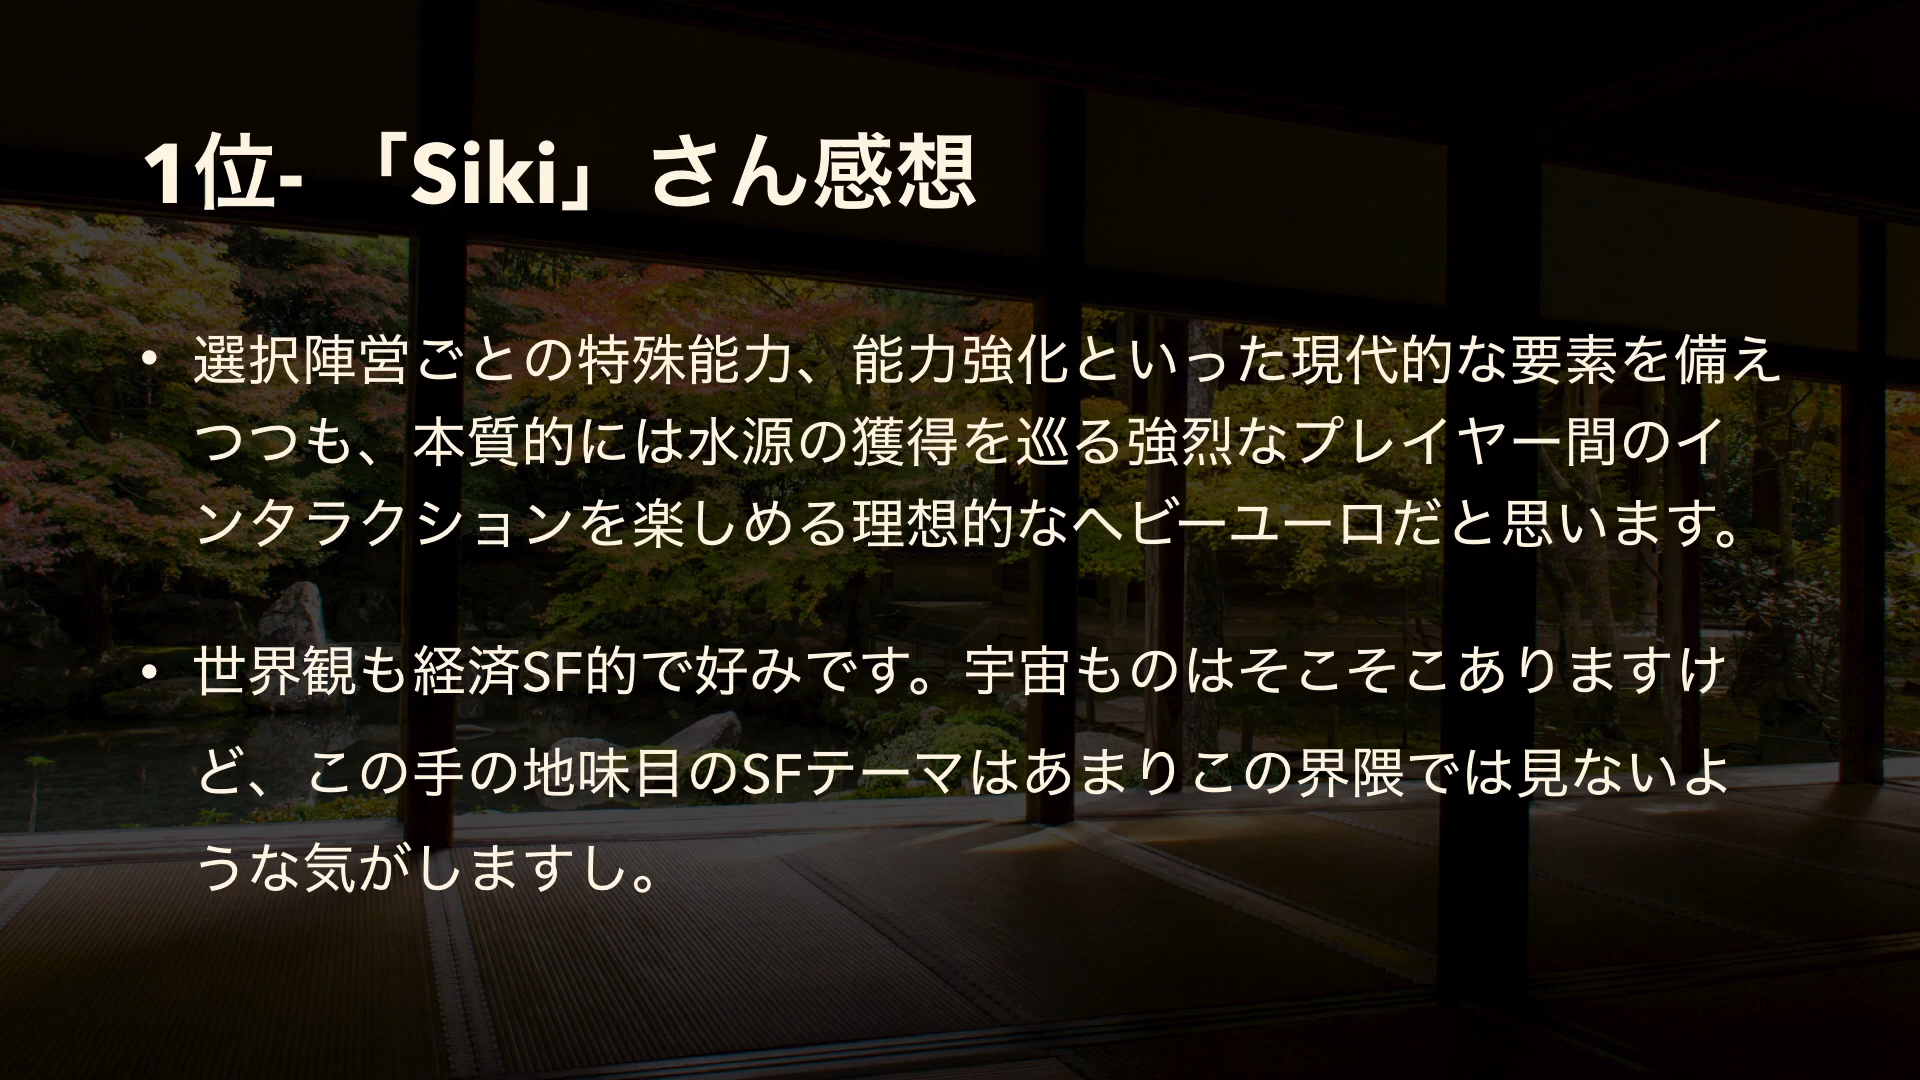 1位- 「Siki」さん感想
• 選択陣営ごとの特殊能力、能力強化といった現代的な要素を備え
つつも、本質的には水源の獲得を巡る強烈なプレイヤー間のイ
ンタラクションを楽しめる理想的なヘビーユーロだと思います。
• 世界観も経済SF的で好みです。宇宙ものはそこそこありますけ
ど、この手の地味目のSFテーマはあまりこの界隈では見ないよ
うな気がしますし。